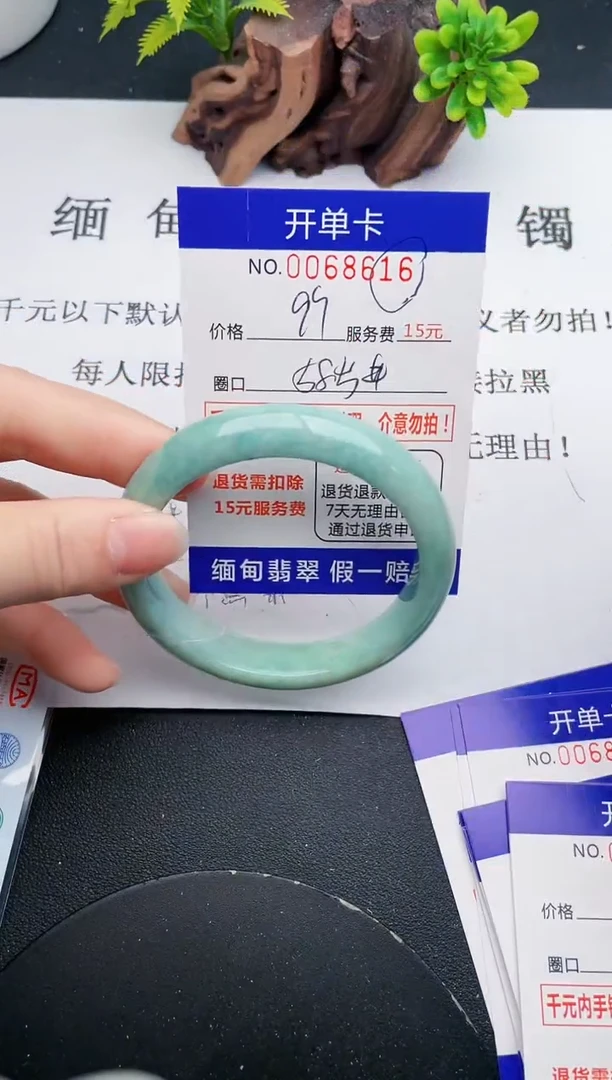 缅甸
镯
开单卡
NO.0068616
千元以下默认
义者勿拍!
价格 99 服务费 15元
每人限
拉黑
圈口
介意勿拍!
无理由!
退货需扣除
15元服务费
退货退款
7天无理由
通过退货申
缅甸翡翠 假一赔
MA
开单
NO.0068
NO.
价格
圈口
千元内手
退货需